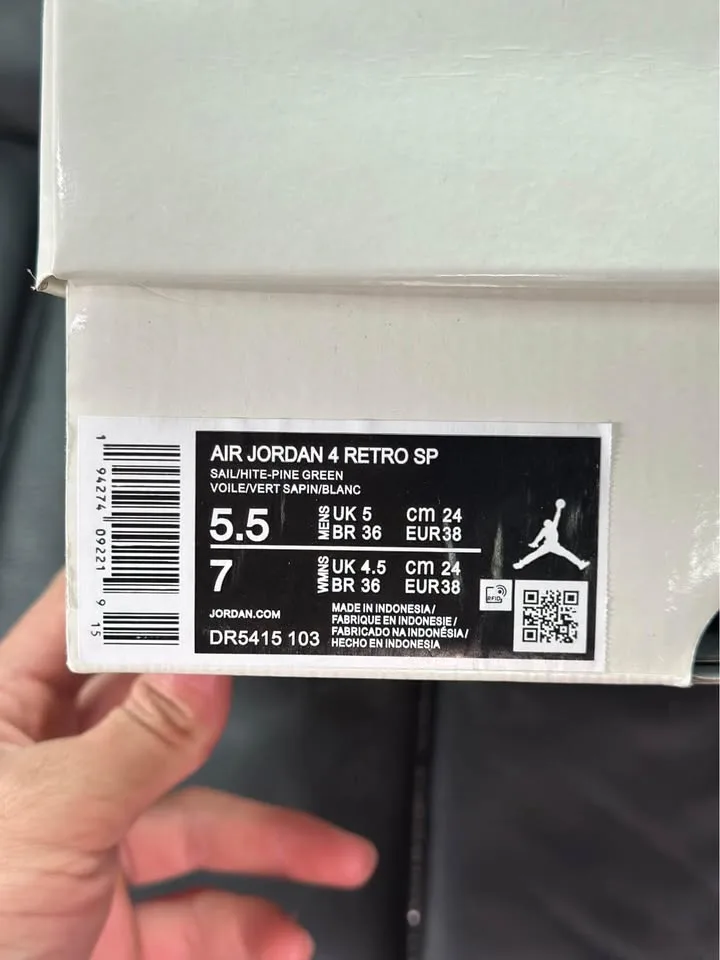 AIR JORDAN 4 RETRO SP
SAIL/HITE-PINE GREEN
VOILE/VERT SAPIN/BLANC
5.5 MENS UK 5 cm 24
BR 36 EUR38
7 WMNS UK 4.5 cm 24
BR 36 EUR38
JORDAN.COM
DR5415 103
MADE IN INDONESIA/
FABRIQUE EN INDONESIE/
FABRICADO NA INDONÉSIA/
HECHO EN INDONESIA
1 94274 09221 9 15